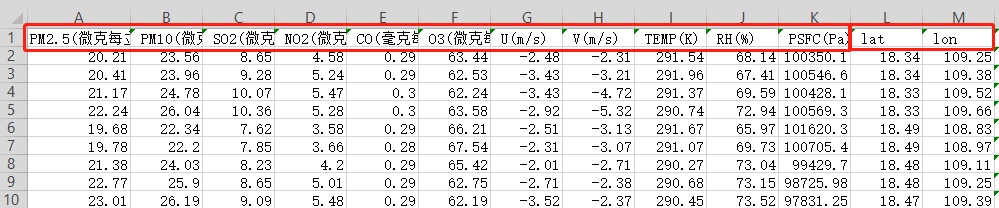 A B C D E F G H I J K L M
1 PM2.5(微克每立 PM10(微克 SO2(微克 NO2(微克 CO(毫克每 O3(微克每 U(m/s) V(m/s) TEMP(K) RH(%) PSFC(Pa) lat lon
2 20.21 23.56 8.65 4.58 0.29 63.44 -2.48 -2.31 291.54 68.14 100350.1 18.34 109.25
3 20.41 23.96 9.28 5.24 0.29 62.53 -3.43 -3.21 291.96 67.41 100546.6 18.34 109.38
4 21.17 24.78 10.07 5.47 0.3 62.24 -3.43 -4.72 291.37 69.59 100428.1 18.33 109.52
5 22.24 26.04 10.36 5.28 0.3 63.58 -2.92 -5.32 290.74 72.94 100569.3 18.33 109.66
6 19.68 22.34 7.62 3.58 0.29 66.21 -2.51 -3.13 291.67 65.97 101620.3 18.49 108.83
7 19.78 22.2 7.85 3.66 0.28 67.54 -2.31 -3.07 291.07 69.73 100705.4 18.49 108.97
8 21.38 24.03 8.23 4.2 0.29 65.42 -2.01 -2.71 290.27 73.04 99429.7 18.48 109.11
9 22.77 25.9 8.65 5.01 0.29 62.75 -2.71 -2.38 290.68 73.15 98725.98 18.48 109.25
10 23.01 26.19 9.09 5.48 0.29 62.19 -3.52 -2.37 290.45 73.52 97831.25 18.47 109.39